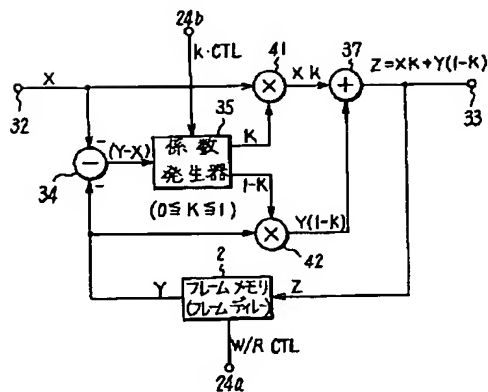 24b
k・CTL
41
37
Z=XK+Y(1-K)
X
XK
32
35
33
係数
発生器
K
1-K
(Y-X)
34
(0≦K≦1)
Y(1-K)
42
2
Y
フレームメモリ
(フレームディレー)
Z
W/R CTL
24a